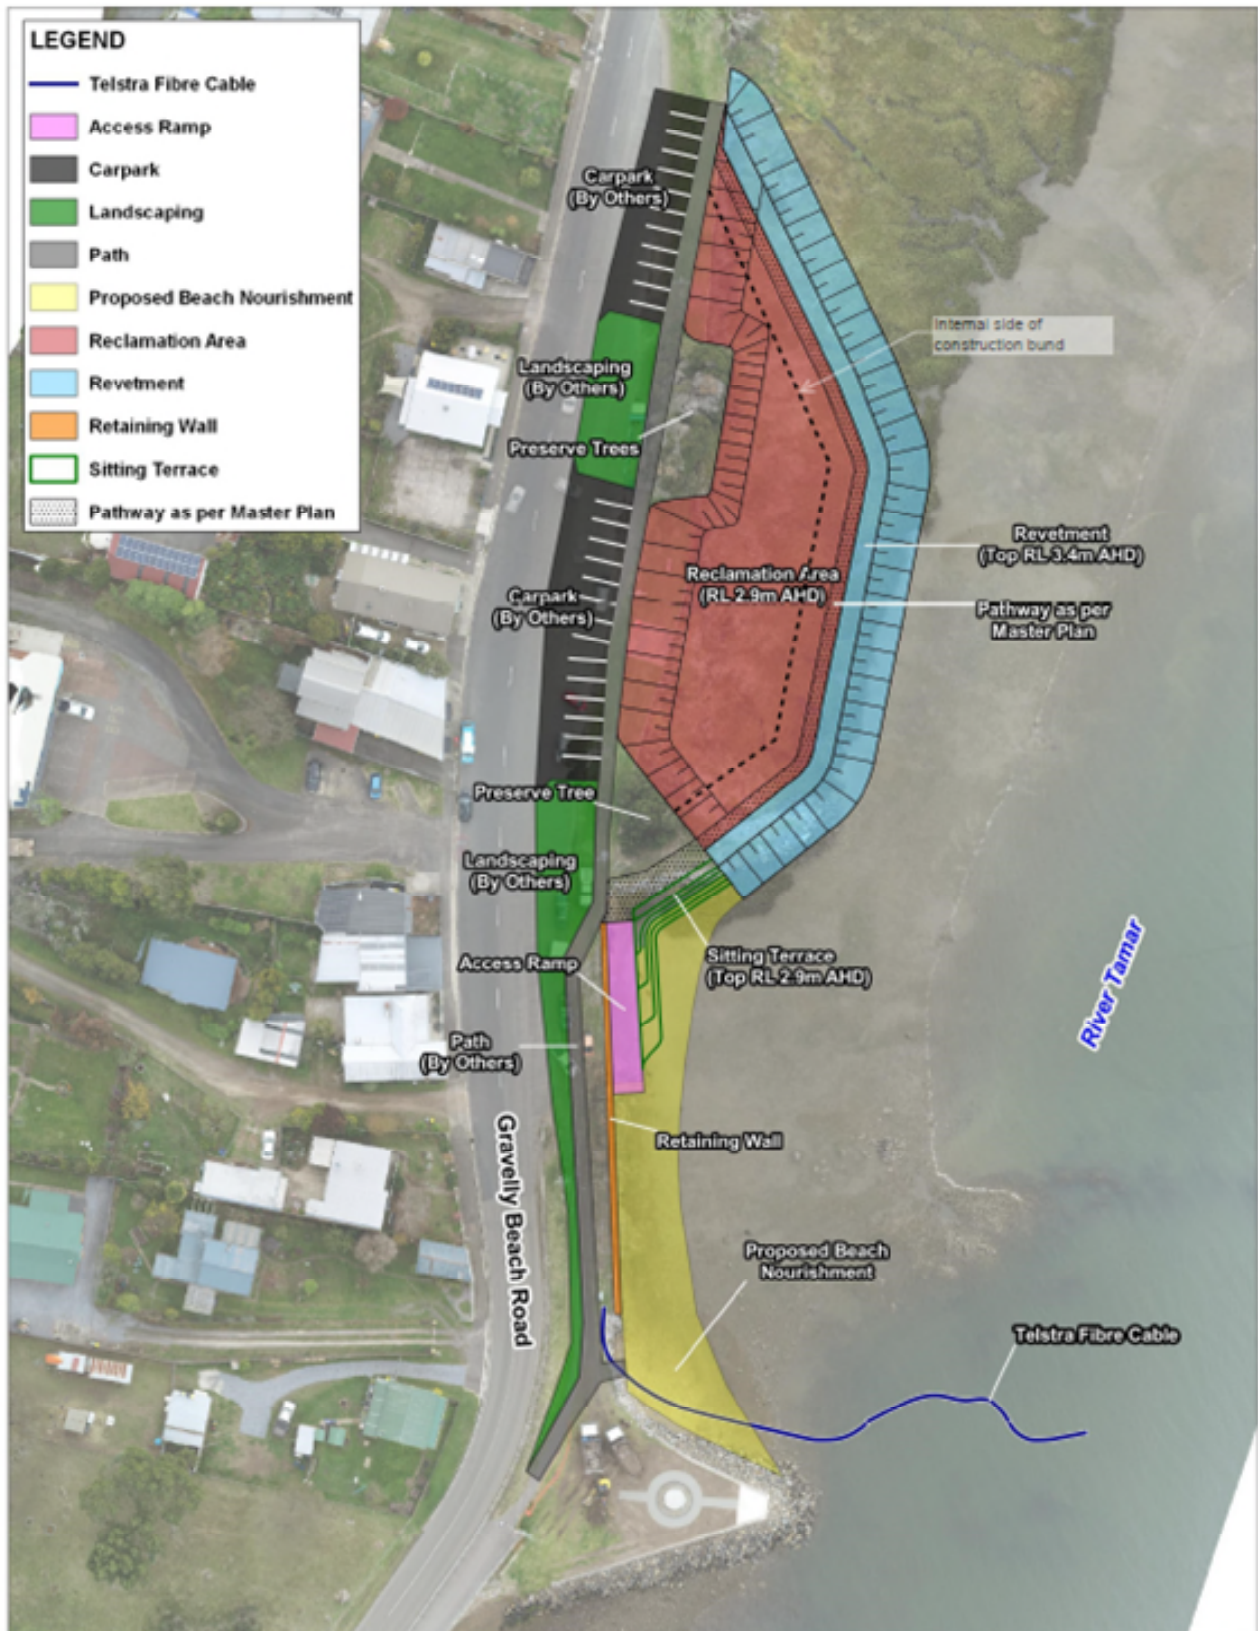 LEGEND
Telstra Fibre Cable
Access Ramp
Carpark
Landscaping
Path
Proposed Beach Nourishment
Reclamation Area
Revetment
Retaining Wall
Sitting Terrace
Pathway as per Master Plan
Carpark
(By Others)
Internal side of
construction bund
Landscaping
(By Others)
Preserve Trees
Revetment
(Top RL 3.4m AHD)
Reclamation Area
(RL 2.9m AHD)
Carpark
(By Others)
Pathway as per
Master Plan
Preserve Tree
Landscaping
(By Others)
Access Ramp
Sitting Terrace
(Top RL 2.9m AHD)
River Tamar
Path
(By Others)
Retaining Wall
Gravelly Beach Road
Proposed Beach
Nourishment
Telstra Fibre Cable